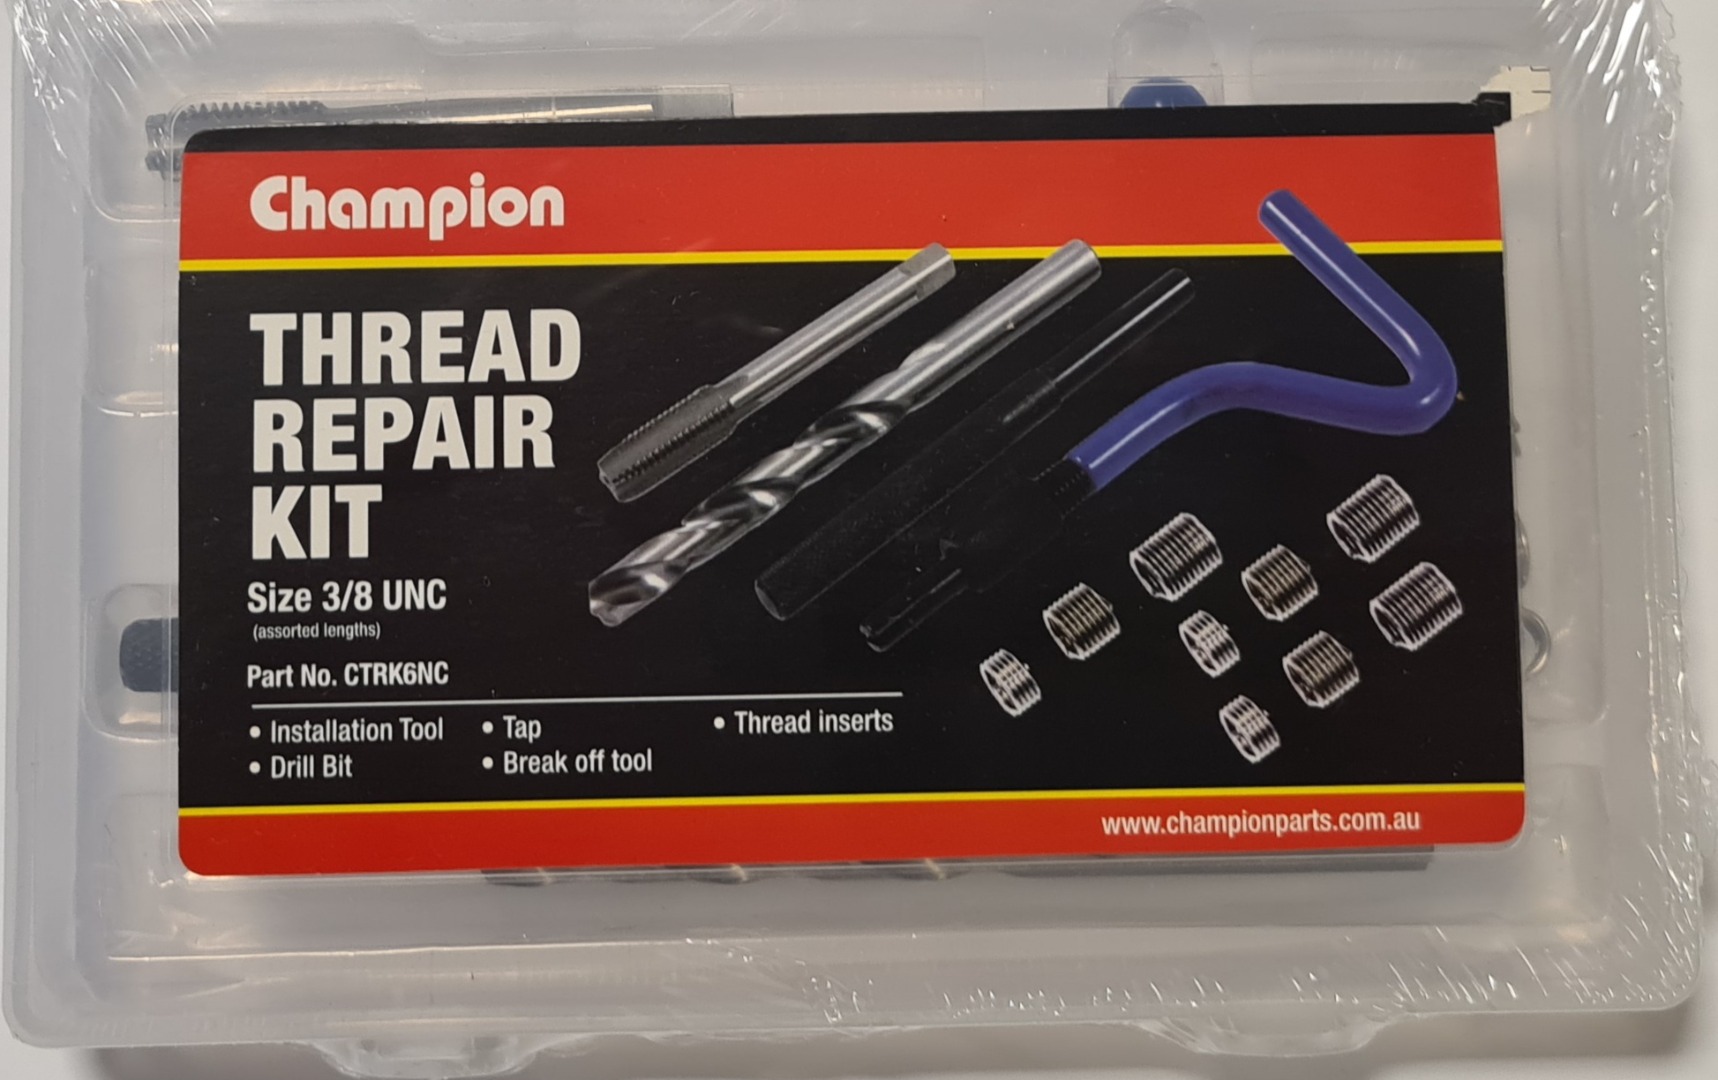 Champion
THREAD
REPAIR
KIT
Size 3/8 UNC
(assorted lengths)
Part No. CTRK6NC
• Installation Tool
• Drill Bit
• Tap
• Break off tool
• Thread inserts
www.championparts.com.au